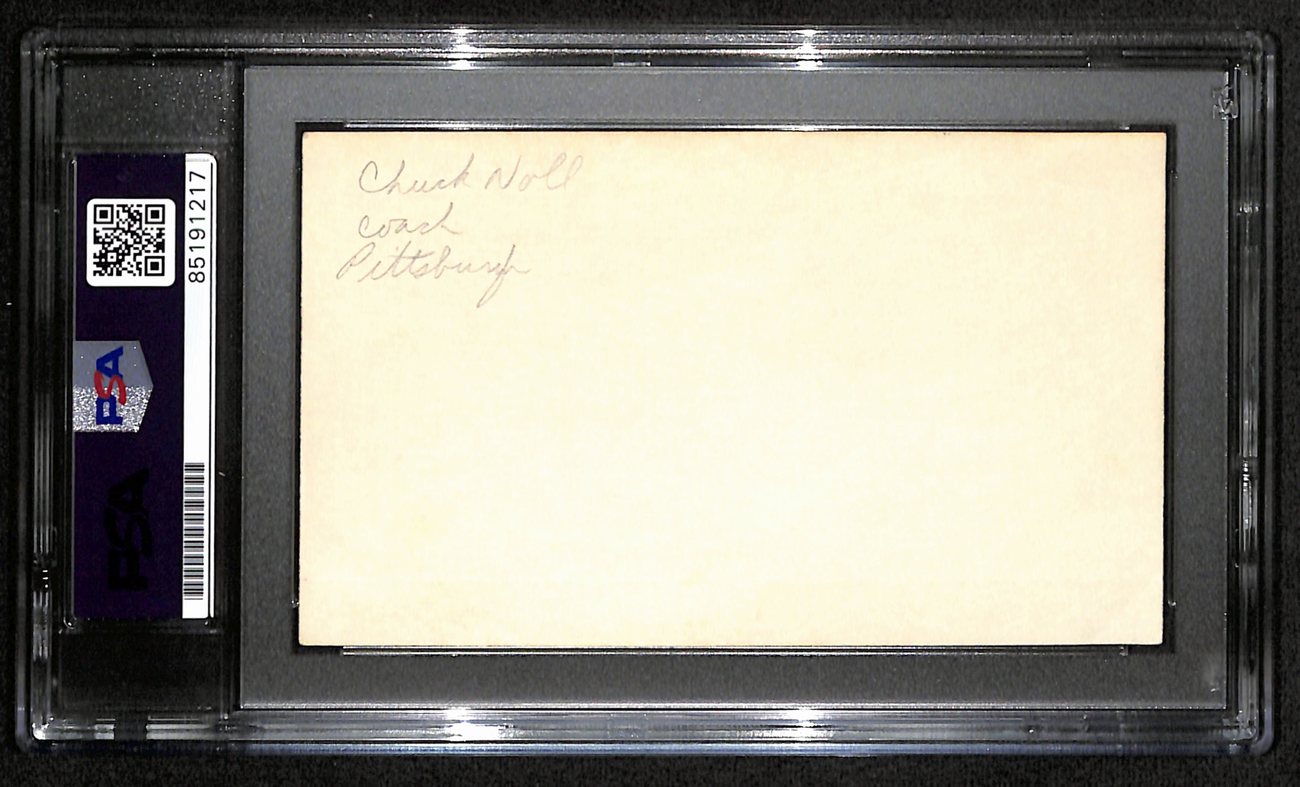 Chuck Noll
coach
Pittsburgh
85191217
PSA
PSA